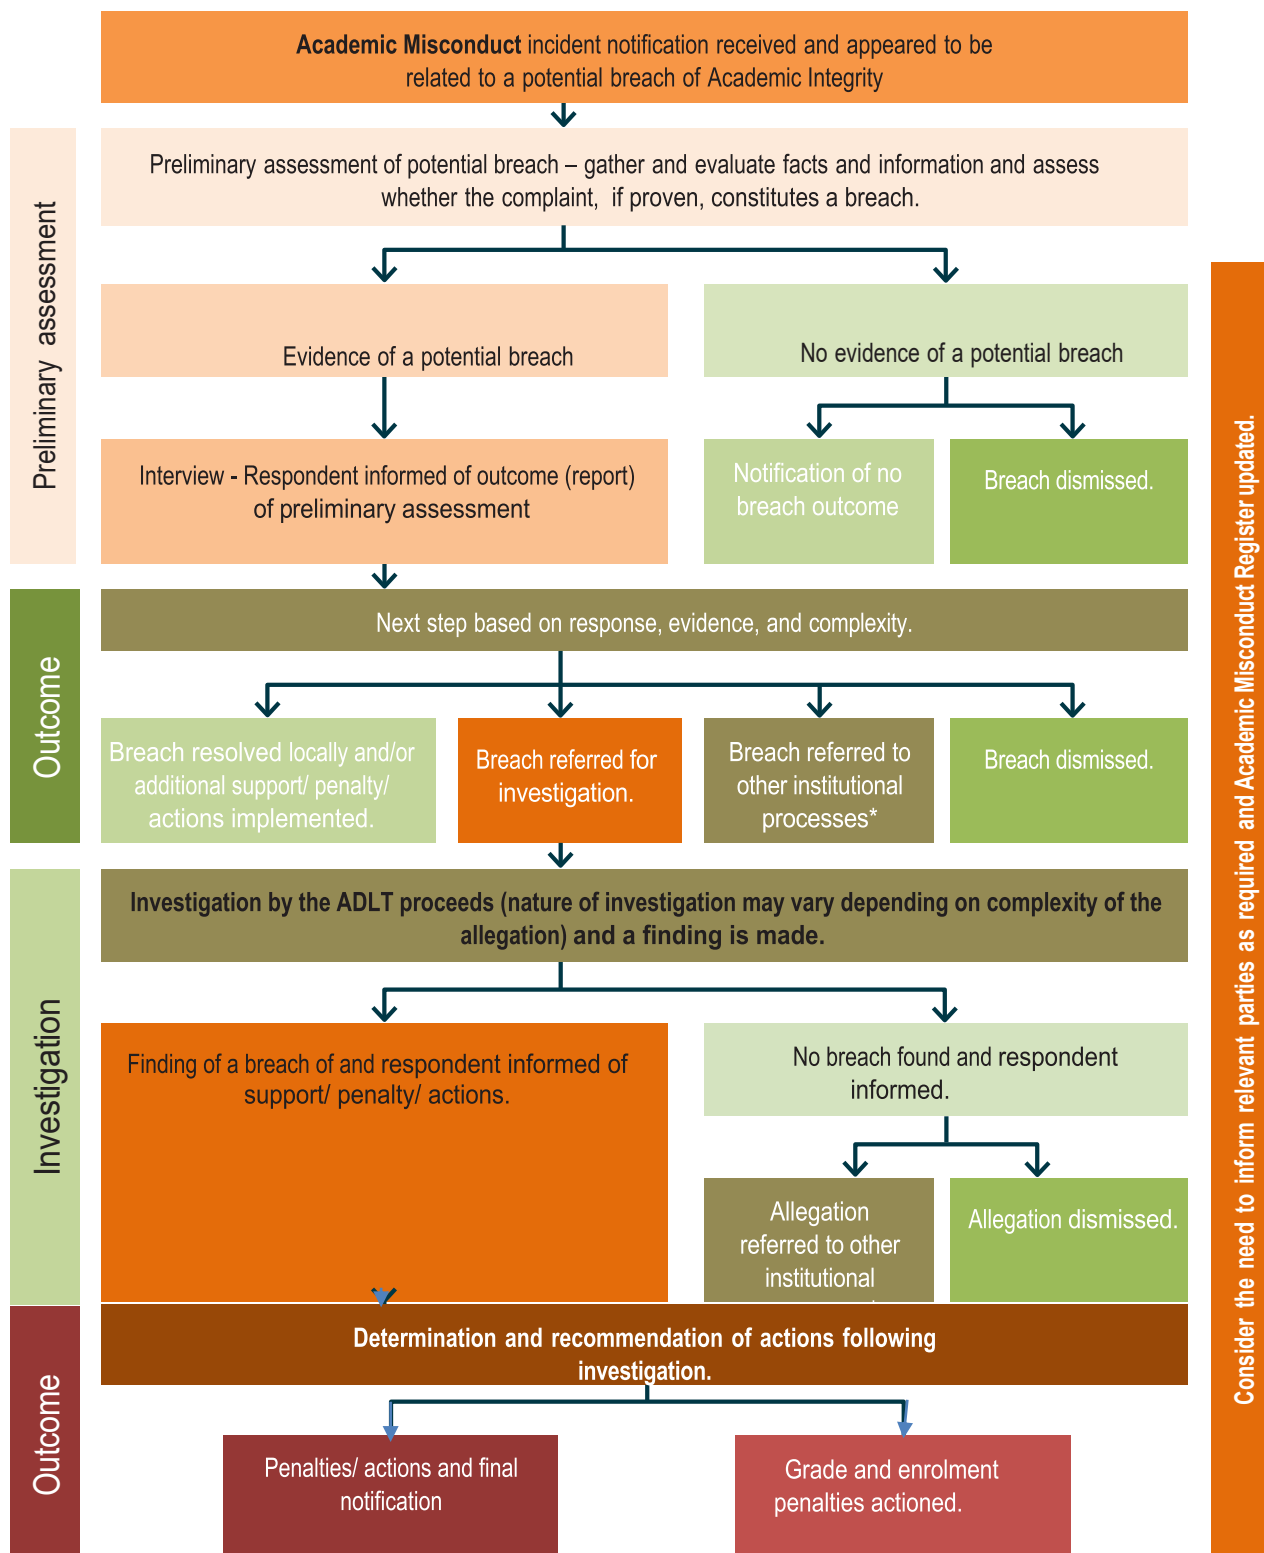 Academic Misconduct incident notification received and appeared to be
related to a potential breach of Academic Integrity
Preliminary assessment
Preliminary assessment of potential breach – gather and evaluate facts and information and assess
whether the complaint, if proven, constitutes a breach.
Evidence of a potential breach
No evidence of a potential breach
Interview - Respondent informed of outcome (report)
of preliminary assessment
Notification of no
breach outcome
Breach dismissed.
Outcome
Next step based on response, evidence, and complexity.
Breach resolved locally and/or
additional support/ penalty/
actions implemented.
Breach referred for
investigation.
Breach referred to
other institutional
processes*
Breach dismissed.
Investigation
Investigation by the ADLT proceeds (nature of investigation may vary depending on complexity of the
allegation) and a finding is made.
Finding of a breach of and respondent informed of
support/ penalty/ actions.
No breach found and respondent
informed.
Allegation
referred to other
institutional
Allegation dismissed.
Outcome
Determination and recommendation of actions following
investigation.
Penalties/ actions and final
notification
Grade and enrolment
penalties actioned.
Consider the need to inform relevant parties as required and Academic Misconduct Register updated.